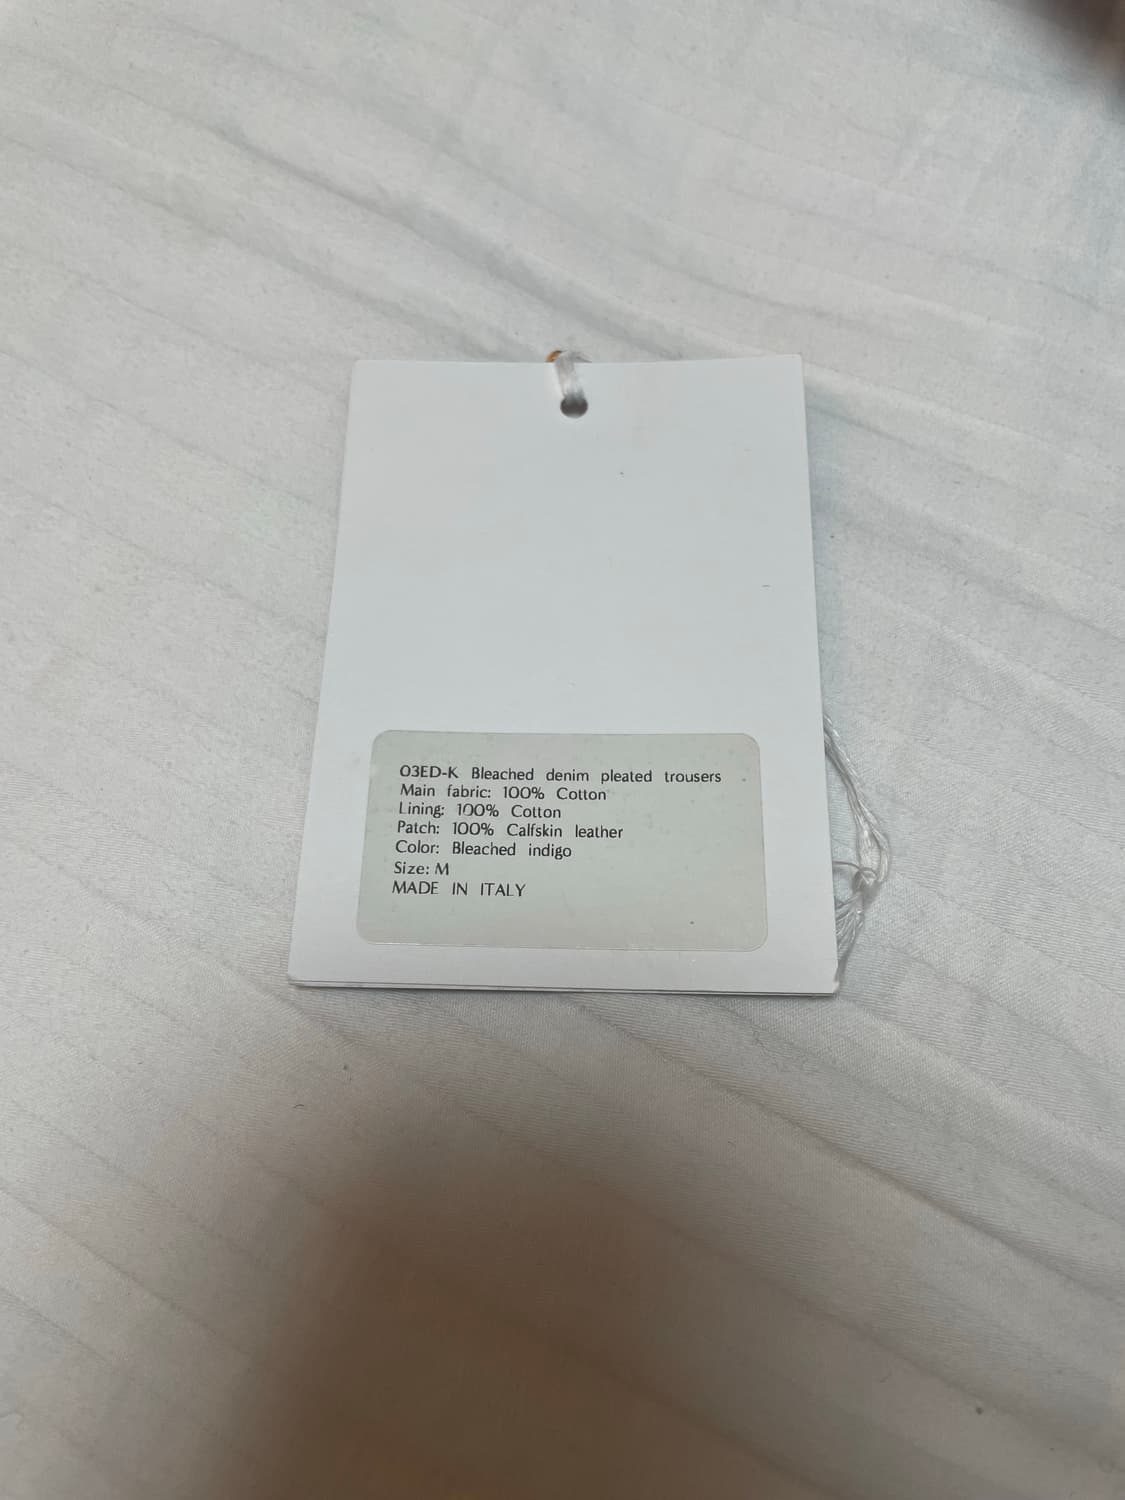 03ED-K Bleached denim pleated trousers
Main fabric: 100% Cotton
Lining: 100% Cotton
Patch: 100% Calfskin leather
Color: Bleached indigo
Size: M
MADE IN ITALY